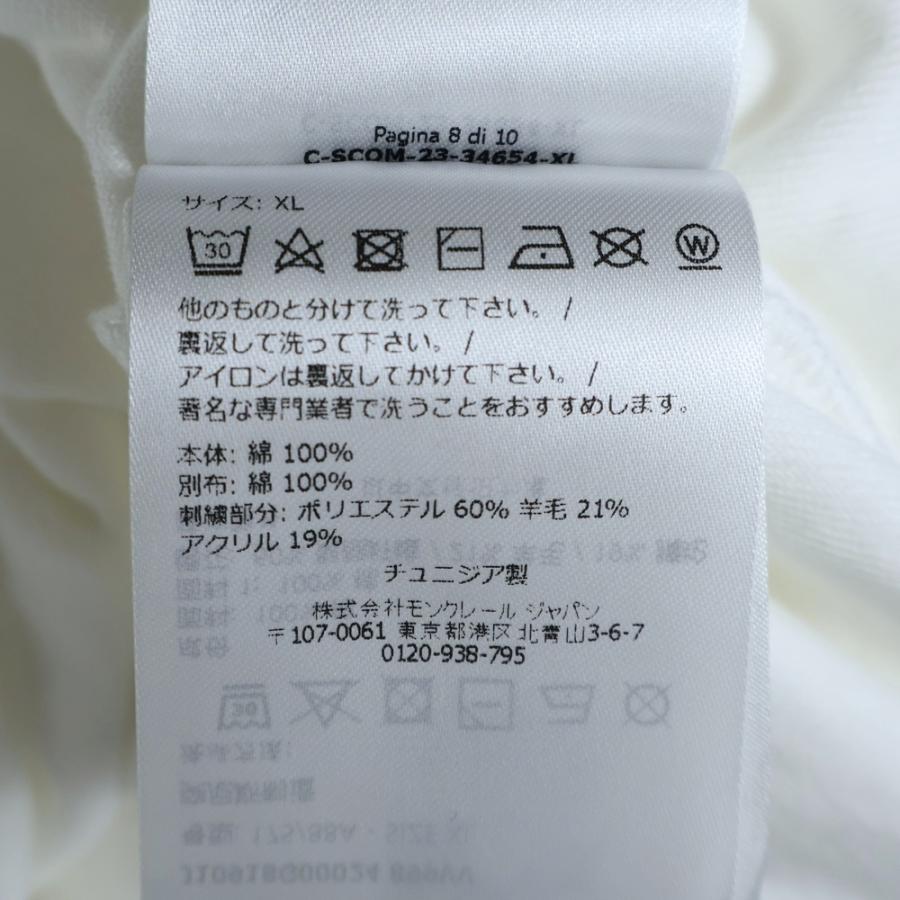 Pagina 8 di 10
C-SCOM-23-34654-XL
サイズ: XL
30
W
他のものと分けて洗って下さい。 /
裏返して洗って下さい。 /
アイロンは裏返してかけて下さい。 /
著名な専門業者で洗うことをおすすめします。
本体: 綿 100%
別布: 綿 100%
刺繍部分: ポリエステル 60% 羊毛 21%
アクリル 19%
チュニジア製
株式会社モンクレール ジャパン
〒107-0061 東京都港区北青山3-6-7
0120-938-795